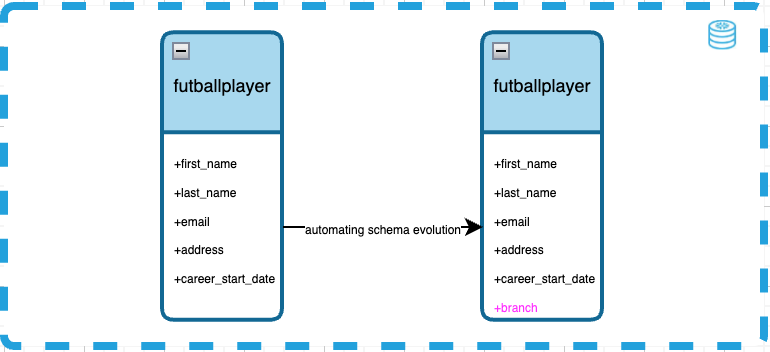 futballplayer
+first_name
+last_name
+email
+address
+career_start_date
automating schema evolution
futballplayer
+first_name
+last_name
+email
+address
+career_start_date
+branch